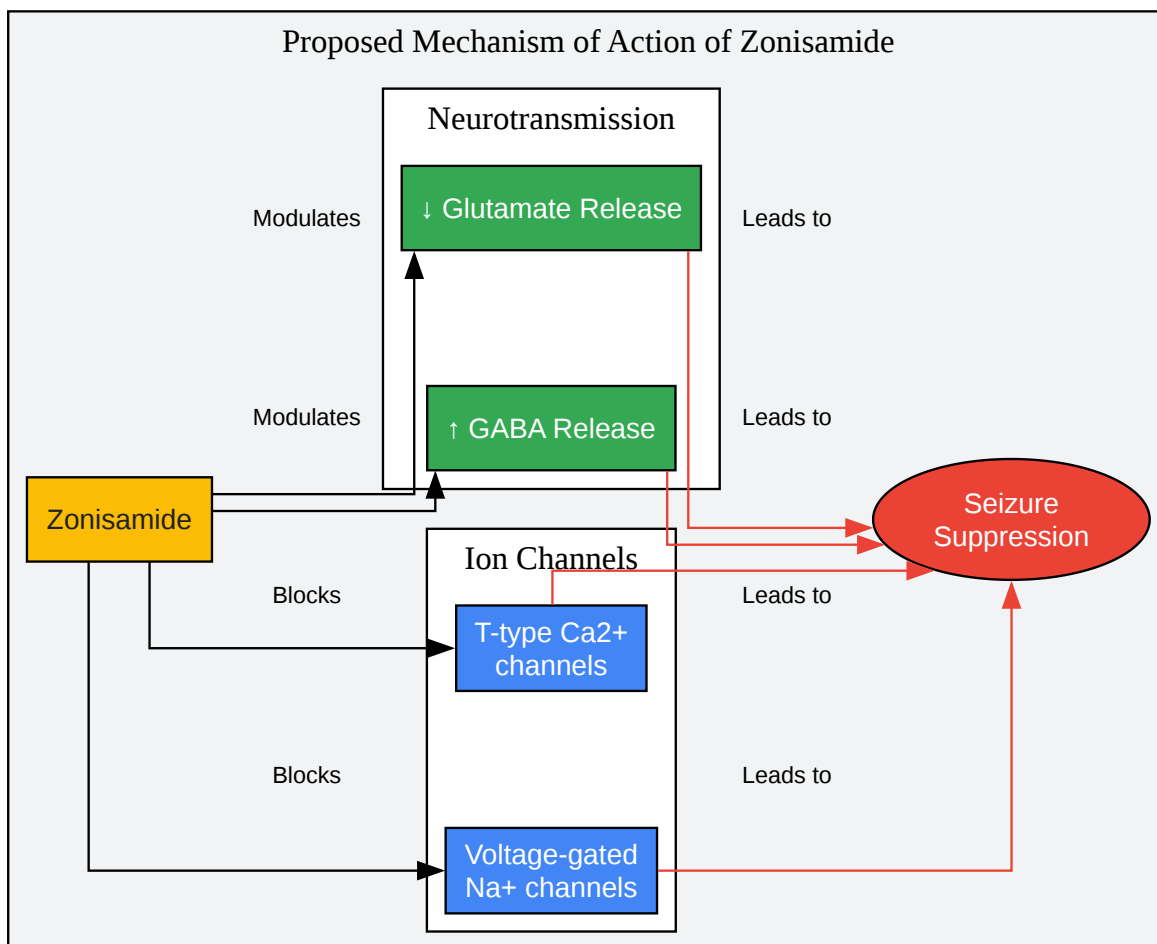 Proposed Mechanism of Action of Zonisamide
Neurotransmission
Modulates
↓ Glutamate Release
Leads to
Modulates
↑ GABA Release
Leads to
Zonisamide
Seizure
Suppression
Ion Channels
Blocks
Leads to
T-type Ca2+
channels
Blocks
Leads to
Voltage-gated
Na+ channels